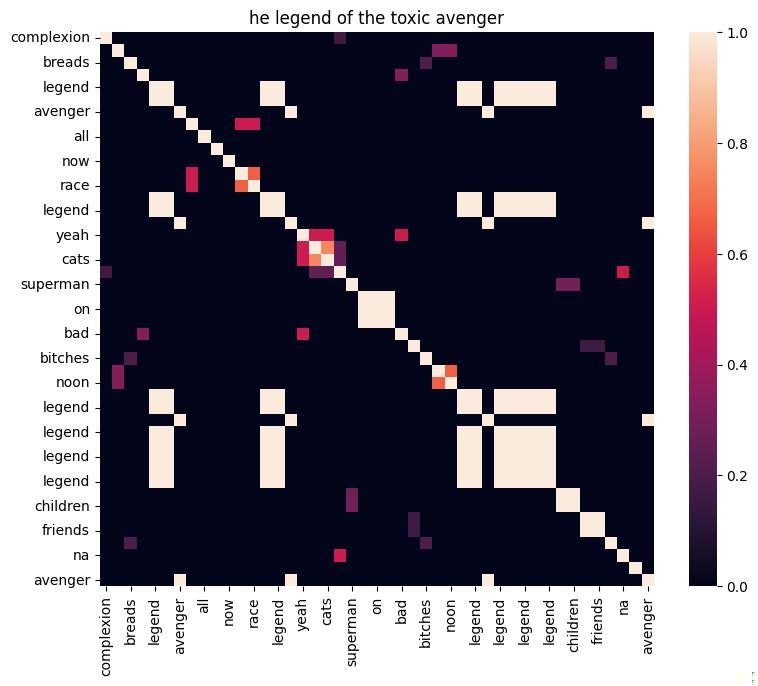 he legend of the toxic avenger
complexion
breads
legend
avenger
all
now
race
legend
yeah
cats
superman
on
bad
bitches
noon
legend
legend
legend
legend
children
friends
na
avenger
complexion
breads
legend
avenger
all
now
race
legend
yeah
cats
superman
on
bad
bitches
noon
legend
legend
legend
legend
children
friends
na
avenger
1.0
0.8
0.6
0.4
0.2
0.0